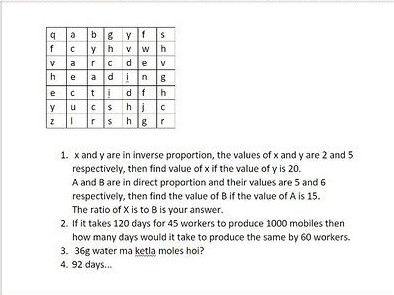 q a b g y f s
f c y h v w h
v a r c d e v
h e a d i n g
e c t i d f h
y u c s h j c
z l r s h g r
1. x and y are in inverse proportion, the values of x and y are 2 and 5
respectively, then find value of x if the value of y is 20.
A and B are in direct proportion and their values are 5 and 6
respectively, then find the value of B if the value of A is 15.
The ratio of X is to B is your answer.
2. If it takes 120 days for 45 workers to produce 1000 mobiles then
how many days would it take to produce the same by 60 workers.
3. 36g water ma ketla moles hoi?
4. 92 days...